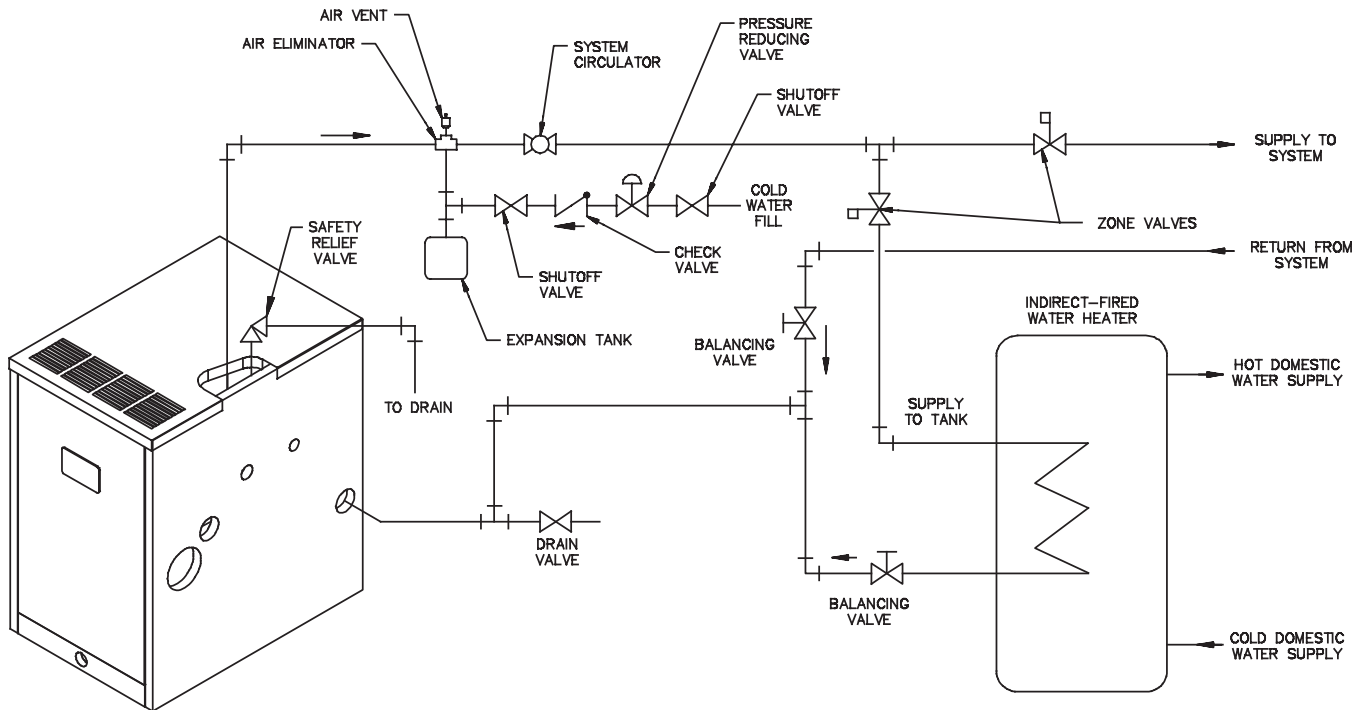 AIR VENT
AIR ELIMINATOR
SYSTEM
CIRCULATOR
PRESSURE
REDUCING
VALVE
SHUTOFF
VALVE
SUPPLY TO
SYSTEM
COLD
WATER
FILL
ZONE VALVES
SAFETY
RELIEF
VALVE
CHECK
VALVE
RETURN FROM
SYSTEM
SHUTOFF
VALVE
INDIRECT-FIRED
WATER HEATER
EXPANSION TANK
BALANCING
VALVE
HOT DOMESTIC
WATER SUPPLY
TO DRAIN
SUPPLY
TO TANK
DRAIN
VALVE
BALANCING
VALVE
COLD DOMESTIC
WATER SUPPLY